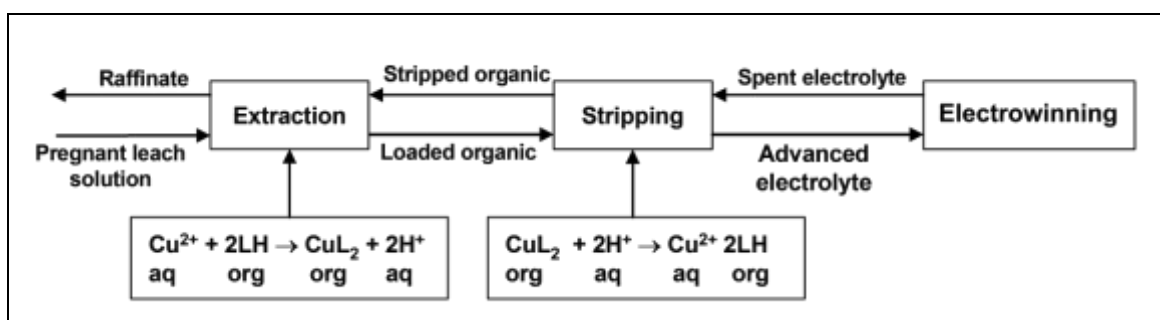 Raffinate
Stripped organic
Spent electrolyte
Extraction
Stripping
Electrowinning
Pregnant leach
solution
Loaded organic
Advanced
electrolyte
Cu²⁺ + 2LH → CuL₂ + 2H⁺
aq org org aq
CuL₂ + 2H⁺ → Cu²⁺ 2LH
org aq aq org